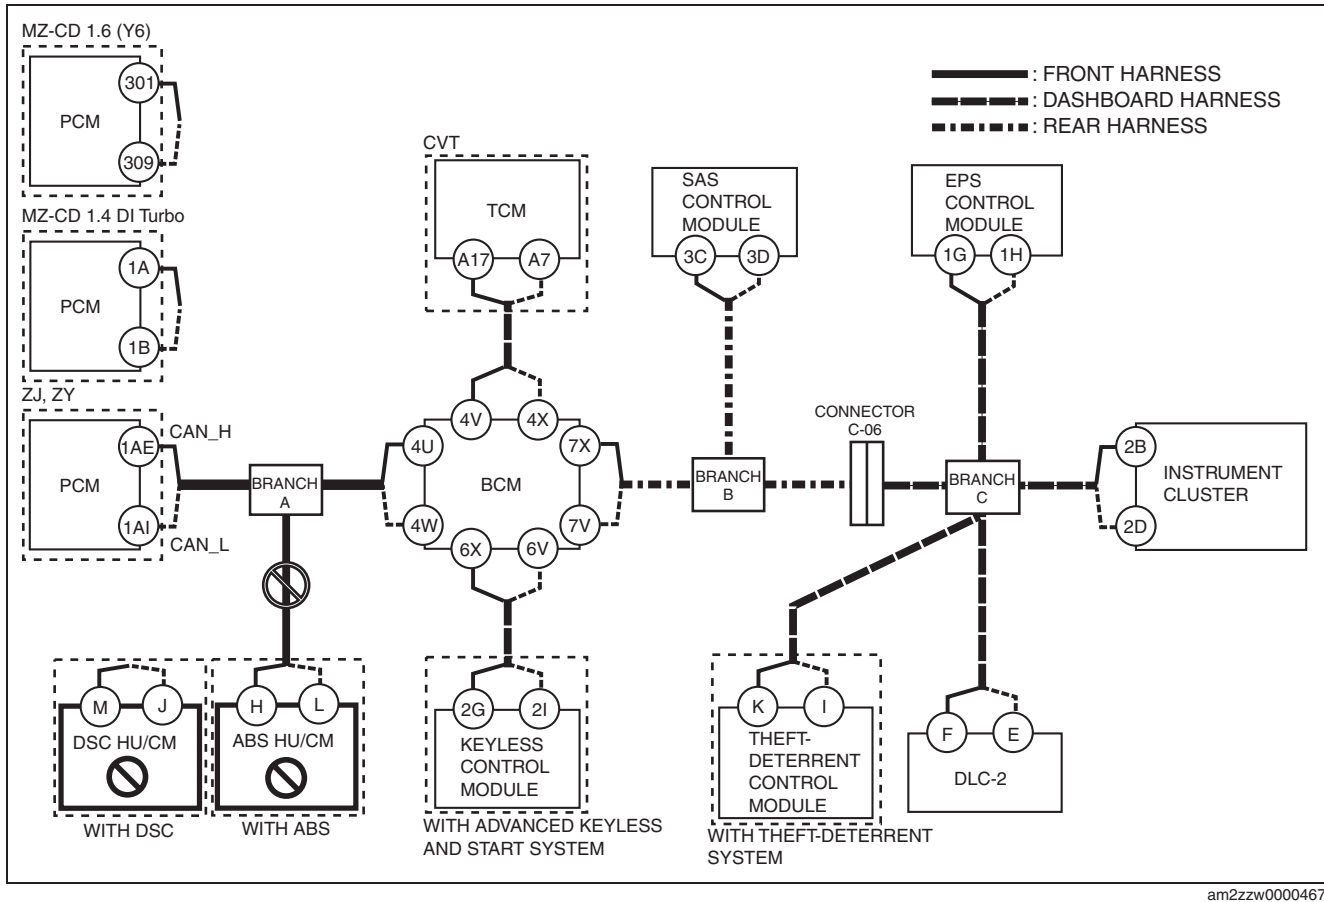 MZ-CD 1.6 (Y6)
301
PCM
309
MZ-CD 1.4 DI Turbo
1A
PCM
1B
ZJ, ZY
1AE
CAN_H
PCM
1AI
CAN_L
BRANCH
A
M
J
DSC HU/CM
WITH DSC
H
L
ABS HU/CM
WITH ABS
CVT
TCM
A17
A7
4V
4X
4U
7X
BCM
4W
7V
6X
6V
2G
2I
KEYLESS
CONTROL
MODULE
WITH ADVANCED KEYLESS
AND START SYSTEM
SAS
CONTROL
MODULE
3C
3D
BRANCH
B
CONNECTOR
C-06
: FRONT HARNESS
: DASHBOARD HARNESS
: REAR HARNESS
EPS
CONTROL
MODULE
1G
1H
BRANCH
C
2B
INSTRUMENT
CLUSTER
2D
K
I
THEFT-
DETERRENT
CONTROL
MODULE
WITH THEFT-DETERRENT
SYSTEM
F
E
DLC-2
am2zzw0000467